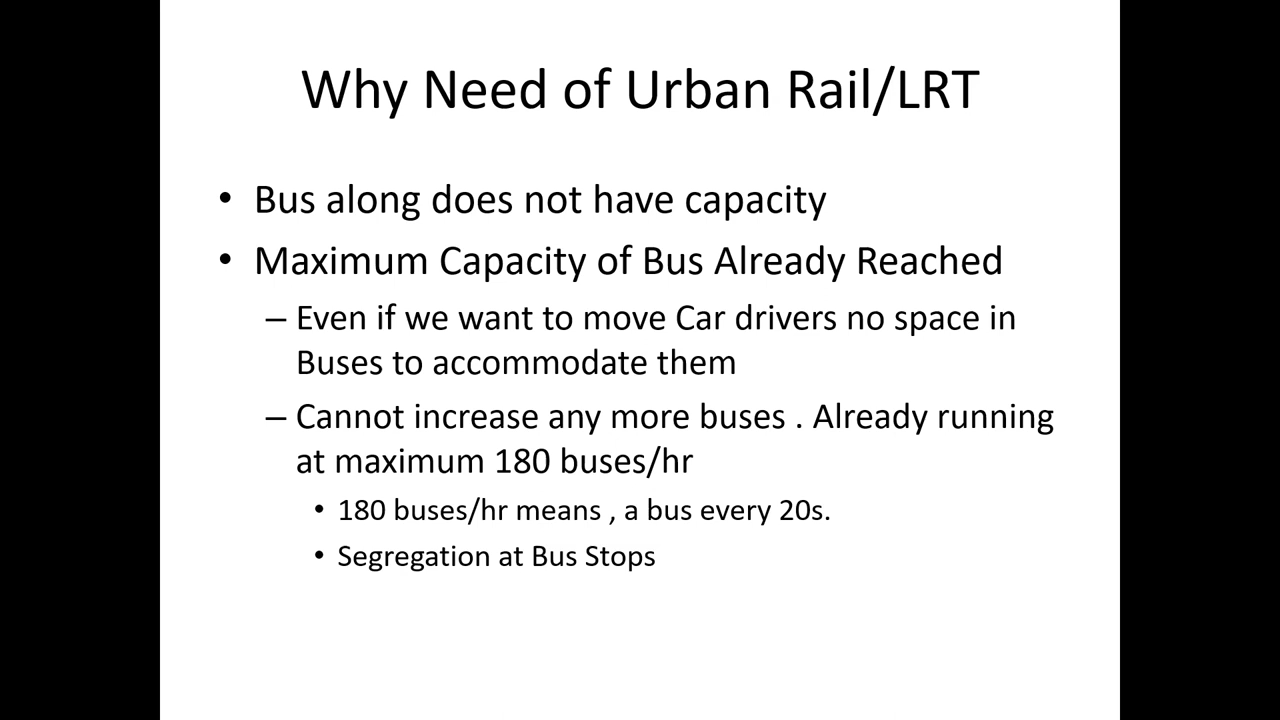 Why Need of Urban Rail/LRT
• Bus along does not have capacity
• Maximum Capacity of Bus Already Reached
– Even if we want to move Car drivers no space in
Buses to accommodate them
– Cannot increase any more buses . Already running
at maximum 180 buses/hr
• 180 buses/hr means , a bus every 20s.
• Segregation at Bus Stops